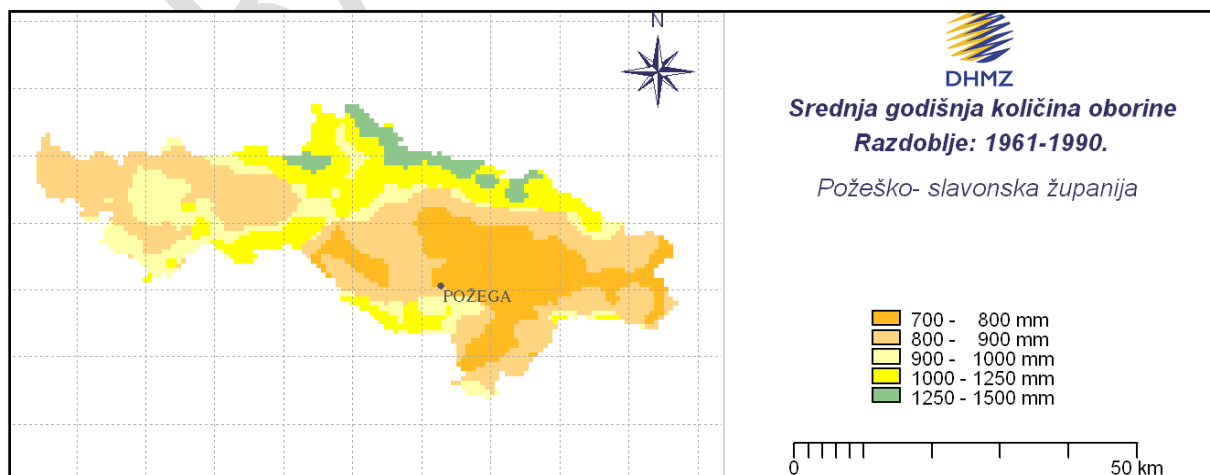 N
POŽEGA
DHMZ
Srednja godišnja količina oborine
Razdoblje: 1961-1990.
Požeško- slavonska županija
700 - 800 mm
800 - 900 mm
900 - 1000 mm
1000 - 1250 mm
1250 - 1500 mm
0 50 km